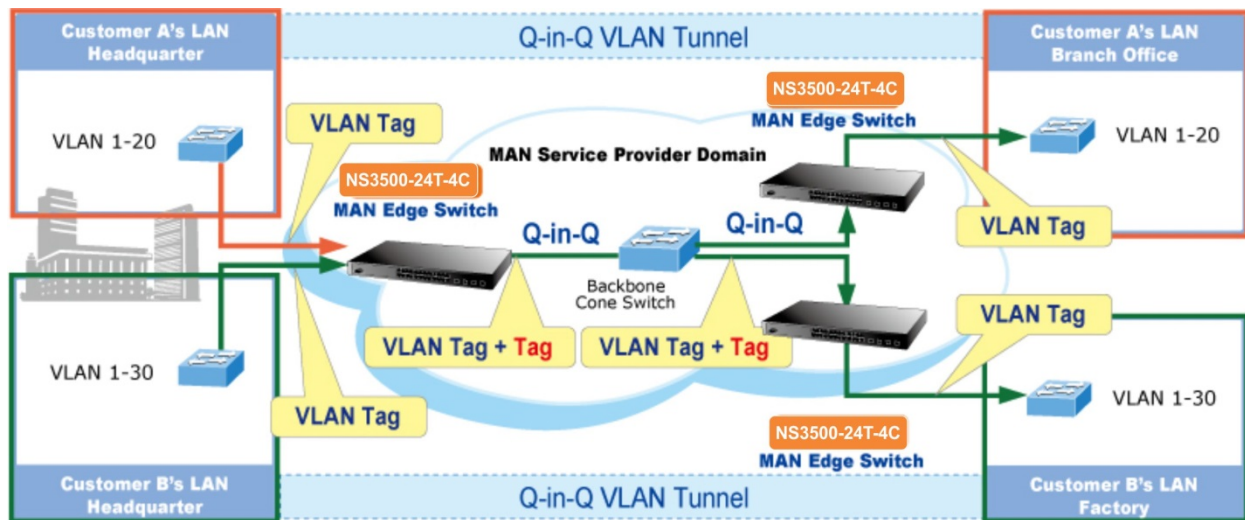 Customer A's LAN
Headquarter
VLAN 1-20
Q-in-Q VLAN Tunnel
Customer A's LAN
Branch Office
VLAN 1-20
VLAN Tag
NS3500-24T-4C
MAN Edge Switch
MAN Service Provider Domain
NS3500-24T-4C
MAN Edge Switch
Q-in-Q
Q-in-Q
Backbone
Cone Switch
VLAN Tag
VLAN Tag + Tag
VLAN Tag + Tag
VLAN Tag
VLAN 1-30
VLAN Tag
VLAN 1-30
NS3500-24T-4C
MAN Edge Switch
Customer B's LAN
Headquarter
Q-in-Q VLAN Tunnel
Customer B's LAN
Factory